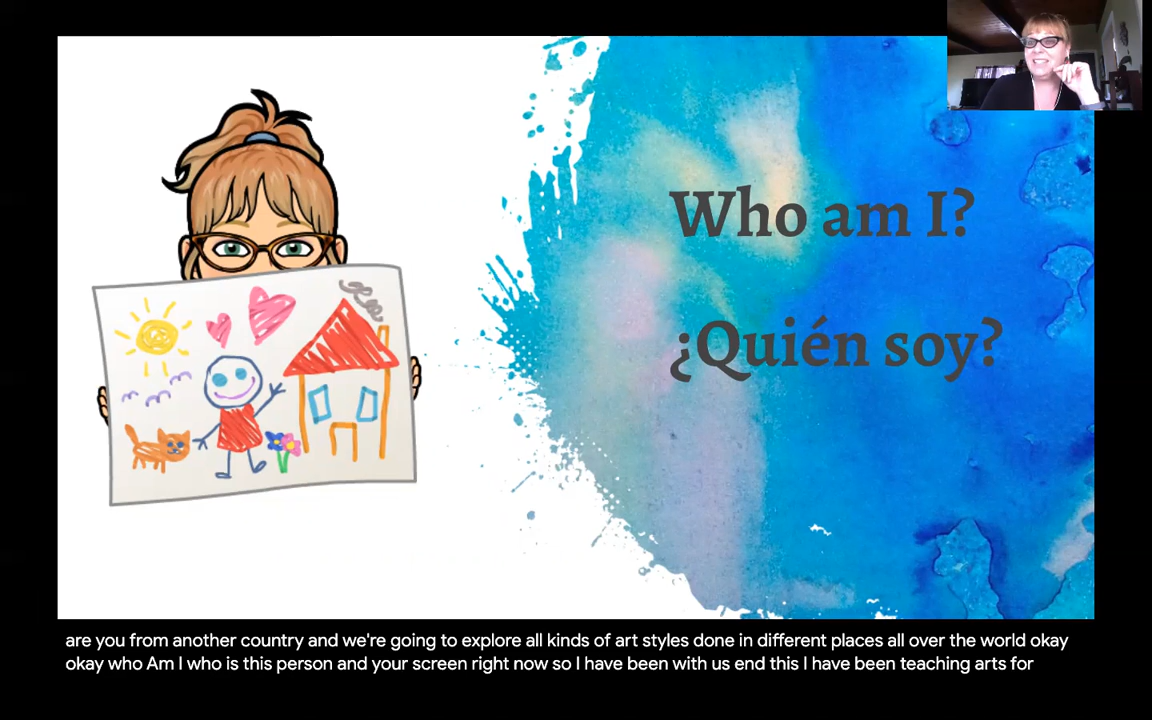 Who am I?
¿Quién soy?
are you from another country and we're going to explore all kinds of art styles done in different places all over the world okay
okay who Am I who is this person and your screen right now so I have been with us end this I have been teaching arts for